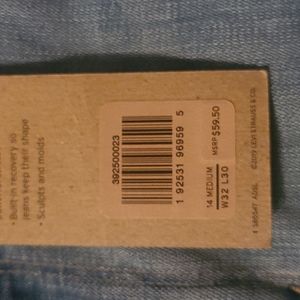 • Built-in recovery so
jeans keep their shape
• Sculpts and molds
392500023
1 92531 96959 5
14 MEDIUM
W32 L30
MSRP $59.50
©2019 LEVI STRAUSS & CO.